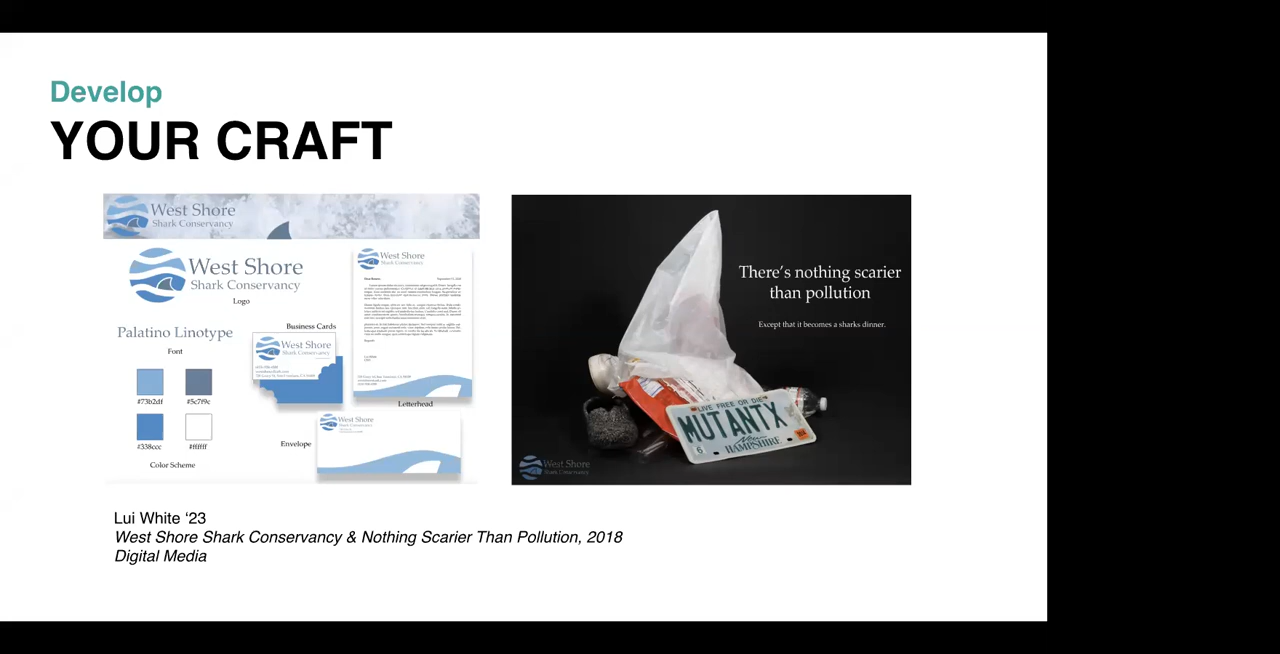 Develop
YOUR CRAFT
West Shore
Shark Conservancy
West Shore
Shark Conservancy
Logo
Palatino Linotype
Font
#73b2df
#5c7f9c
#338ccc
#ffffff
Color Scheme
Business Cards
West Shore
Shark Conservancy
West Shore
Shark Conservancy
Letterhead
Envelope
West Shore
Shark Conservancy
There's nothing scarier
than pollution
Except that it becomes a sharks dinner.
LIVE FREE OR DIE
MUTANTX
6
New
HAMPSHIRE
West Shore
Shark Conservancy
Lui White ‘23
West Shore Shark Conservancy & Nothing Scarier Than Pollution, 2018
Digital Media